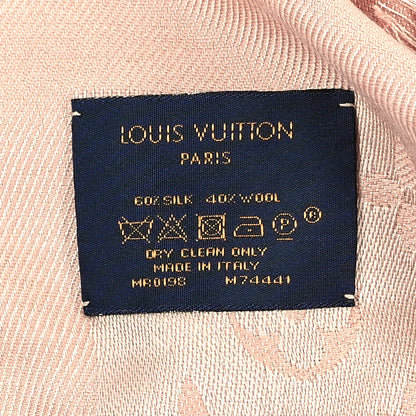 LOUIS VUITTON
PARIS
60% SILK 40% WOOL
P ®
DRY CLEAN ONLY
MADE IN ITALY
MR0198 M74441